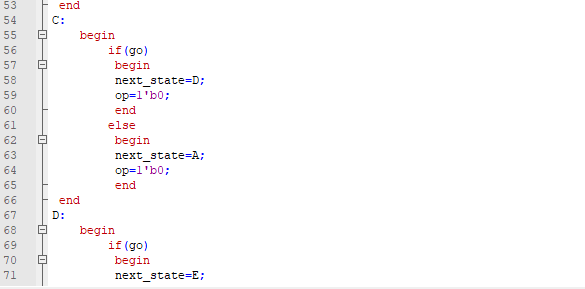 53 end
54 C:
55 begin
56 if(go)
57 begin
58 next_state=D;
59 op=1'b0;
60 end
61 else
62 begin
63 next_state=A;
64 op=1'b0;
65 end
66 end
67 D:
68 begin
69 if(go)
70 begin
71 next_state=E;